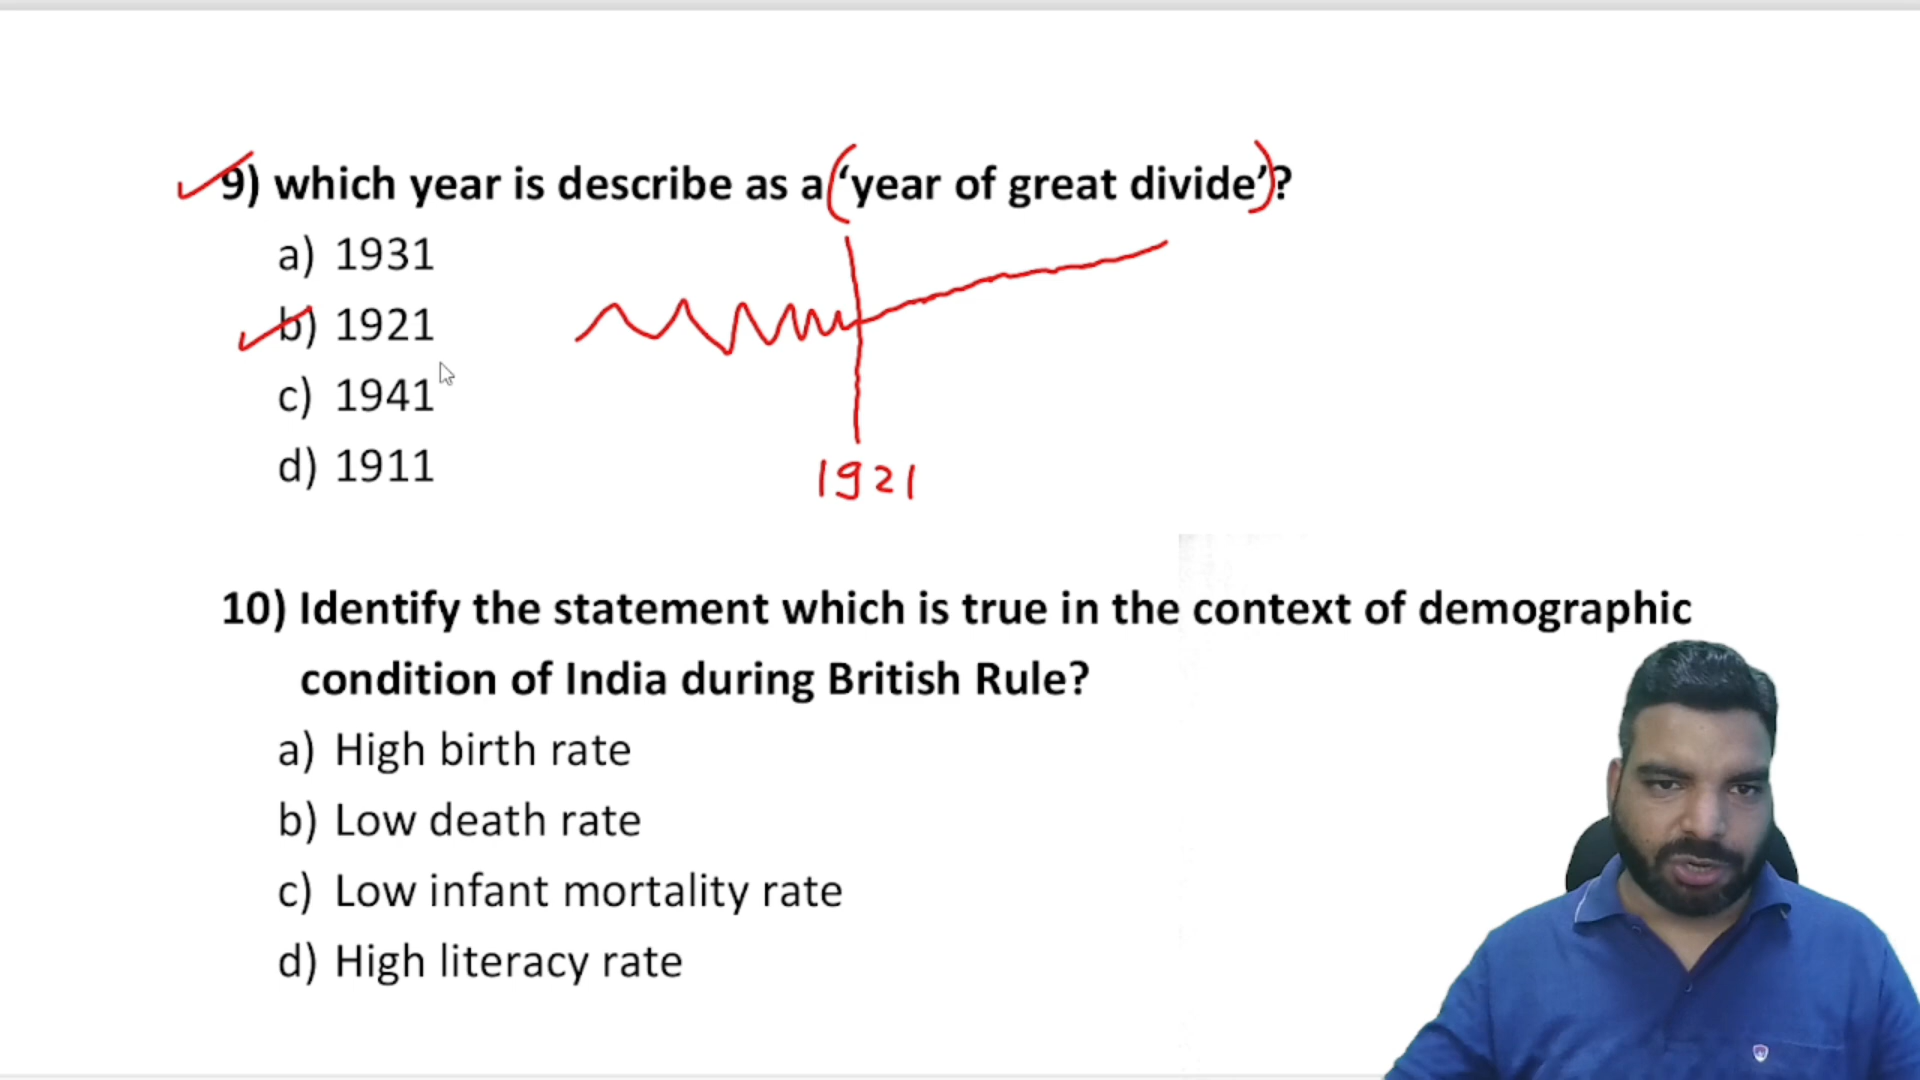 9) which year is describe as a ('year of great divide')?
a) 1931
b) 1921
c) 1941
d) 1911
1921
10) Identify the statement which is true in the context of demographic
condition of India during British Rule?
a) High birth rate
b) Low death rate
c) Low infant mortality rate
d) High literacy rate